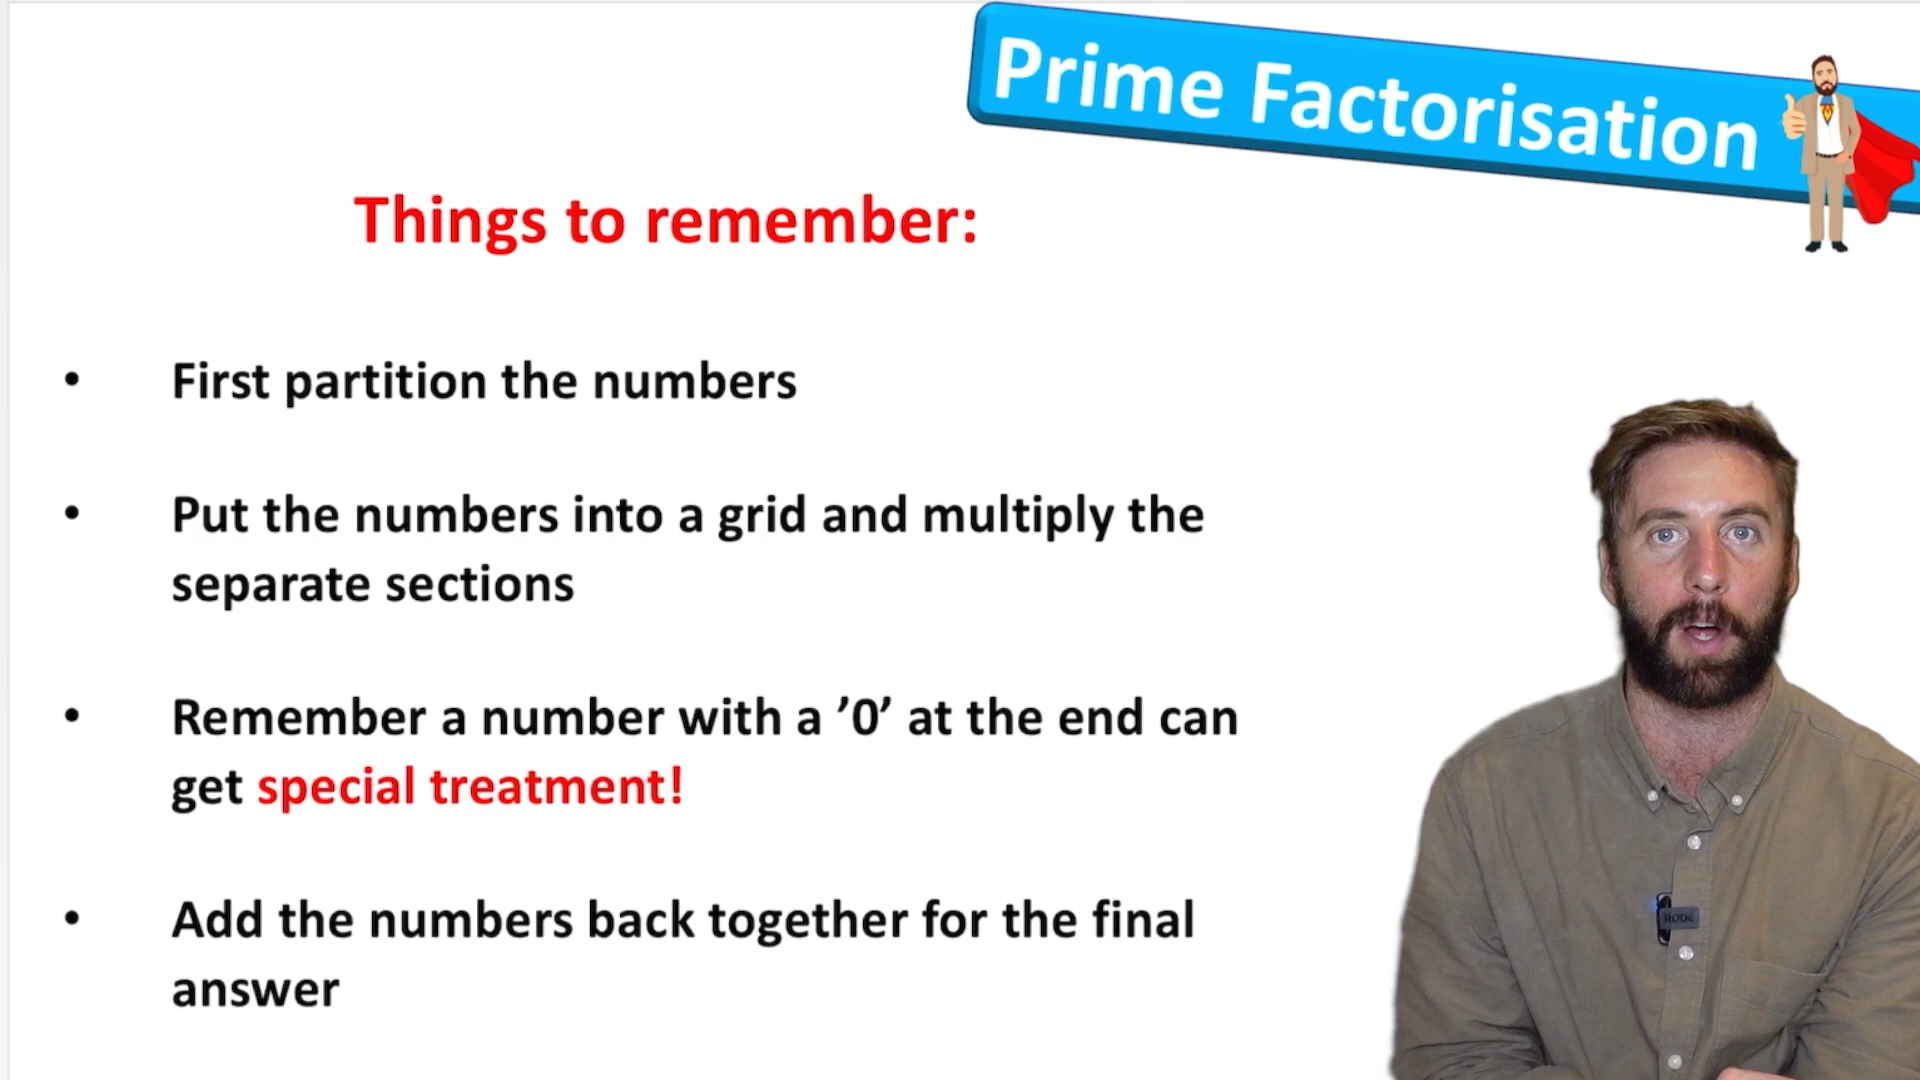 Prime Factorisation
Things to remember:
• First partition the numbers
• Put the numbers into a grid and multiply the
separate sections
• Remember a number with a ’0’ at the end can
get special treatment!
• Add the numbers back together for the final
answer
RODE